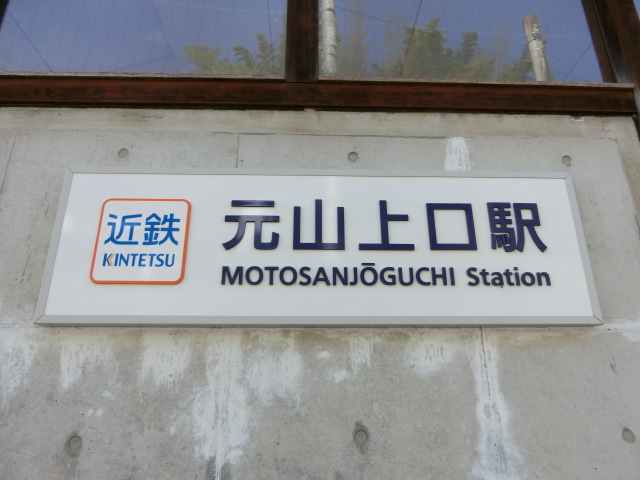 近鉄
KINTETSU
元山上口駅
MOTOSANJŌGUCHI Station